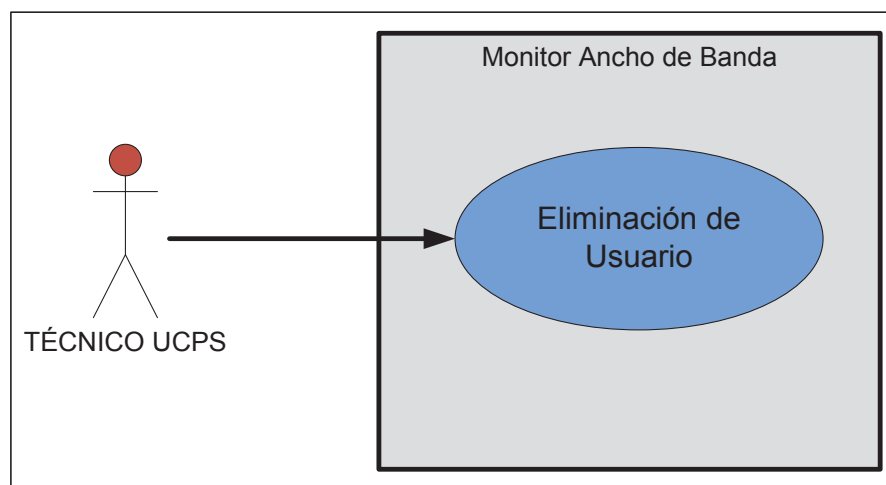 Monitor Ancho de Banda
Eliminación de
Usuario
TÉCNICO UCPS